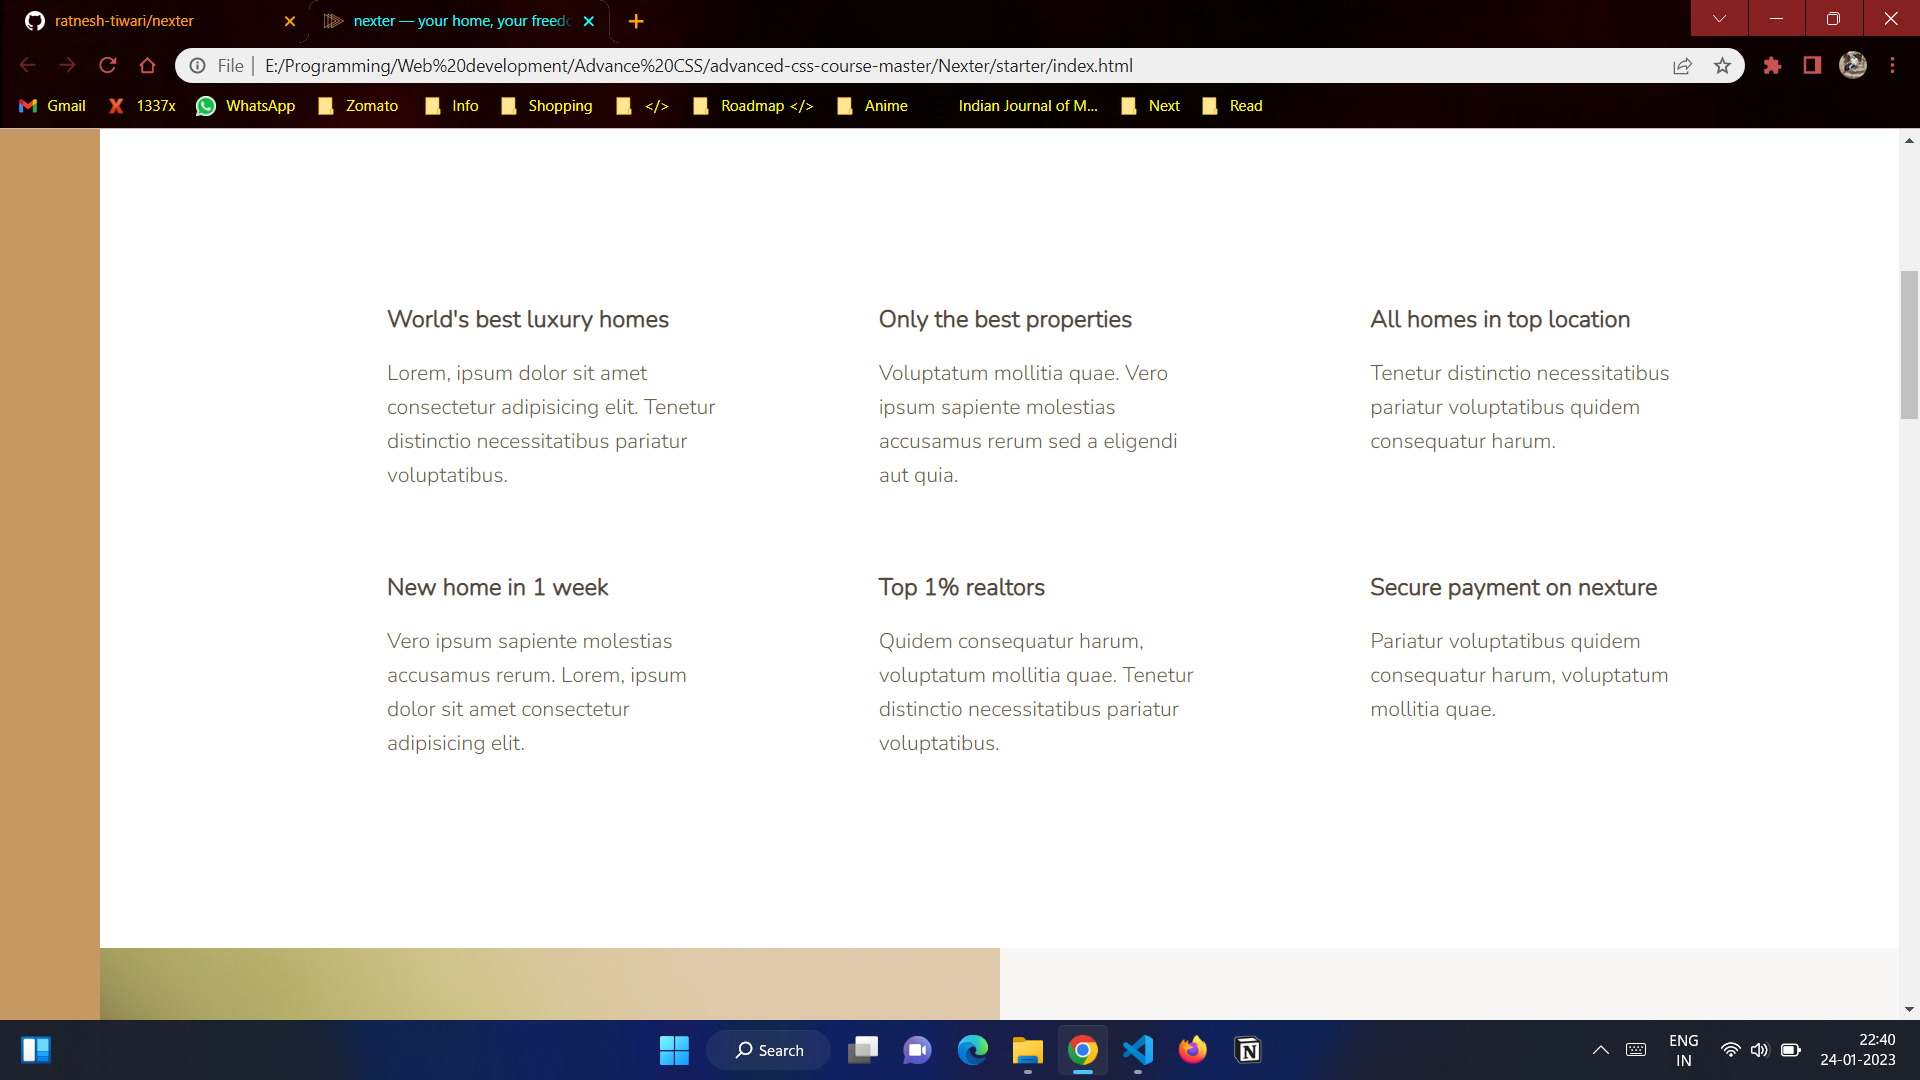 ratnesh-tiwari/nexter
nexter — your home, your freed
File
E:/Programming/Web%20development/Advance%20CSS/advanced-css-course-master/Nexter/starter/index.html
Gmail
1337x
WhatsApp
Zomato
Info
Shopping
</>
Roadmap </>
Anime
Indian Journal of M...
Next
Read
World's best luxury homes
Lorem, ipsum dolor sit amet
consectetur adipisicing elit. Tenetur
distinctio necessitatibus pariatur
voluptatibus.
Only the best properties
Voluptatum mollitia quae. Vero
ipsum sapiente molestias
accusamus rerum sed a eligendi
aut quia.
All homes in top location
Tenetur distinctio necessitatibus
pariatur voluptatibus quidem
consequatur harum.
New home in 1 week
Vero ipsum sapiente molestias
accusamus rerum. Lorem, ipsum
dolor sit amet consectetur
adipisicing elit.
Top 1% realtors
Quidem consequatur harum,
voluptatum mollitia quae. Tenetur
distinctio necessitatibus pariatur
voluptatibus.
Secure payment on nexture
Pariatur voluptatibus quidem
consequatur harum, voluptatum
mollitia quae.
Search
ENG
IN
22:40
24-01-2023